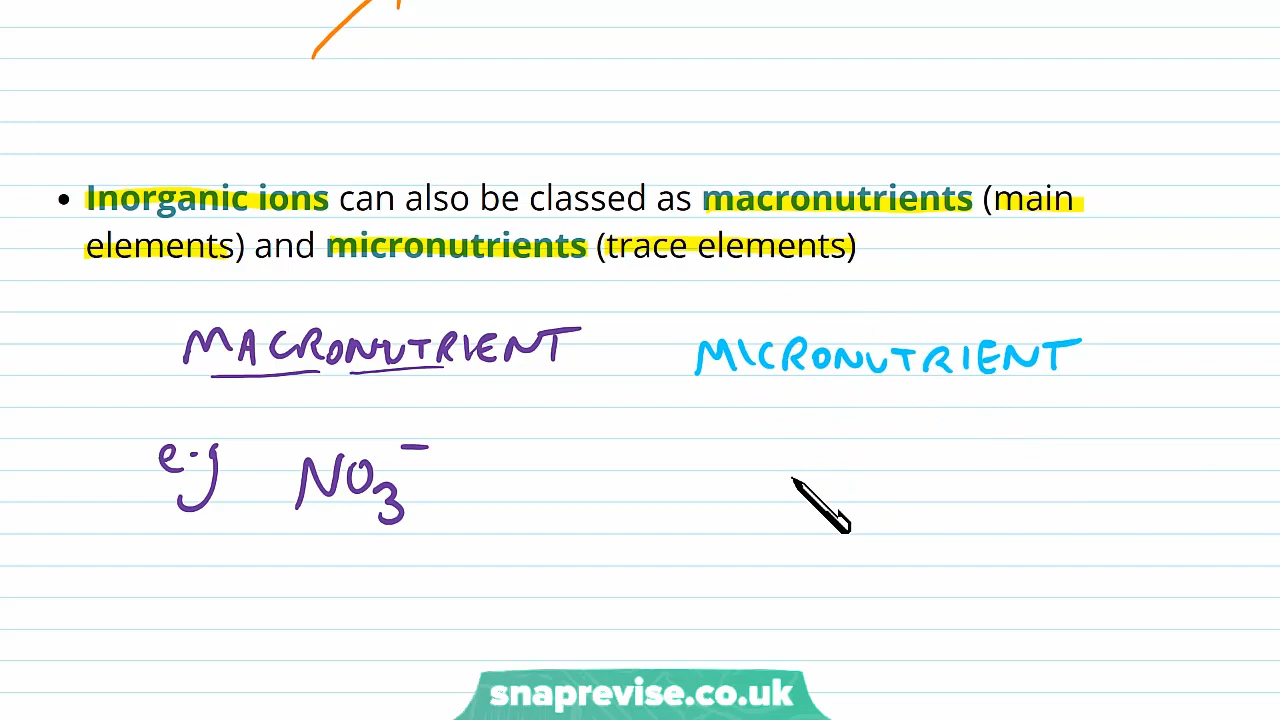 • Inorganic ions can also be classed as macronutrients (main
elements) and micronutrients (trace elements)
MACRONUTRIENT MICRONUTRIENT
e.g NO₃⁻
snaprevise.co.uk